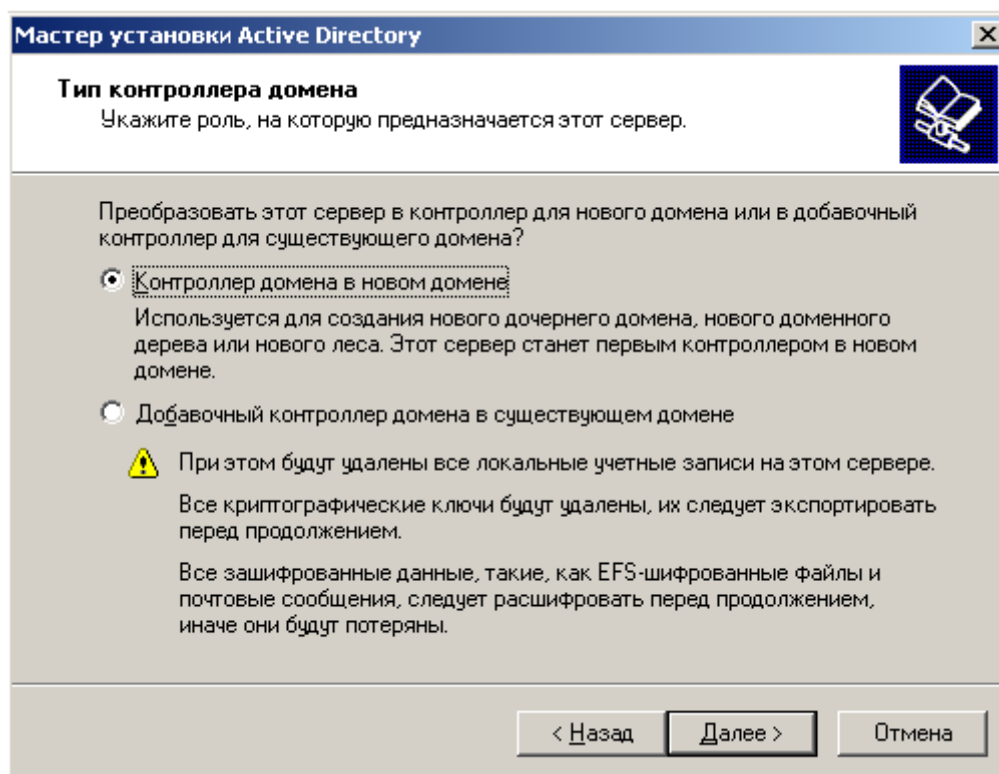 Мастер установки Active Directory
Тип контроллера домена
Укажите роль, на которую предназначается этот сервер.
Преобразовать этот сервер в контроллер для нового домена или в добавочный
контроллер для существующего домена?
Контроллер домена в новом домене
Используется для создания нового дочернего домена, нового доменного
дерева или нового леса. Этот сервер станет первым контроллером в новом
домене.
Добавочный контроллер домена в существующем домене
При этом будут удалены все локальные учетные записи на этом сервере.
Все криптографические ключи будут удалены, их следует экспортировать
перед продолжением.
Все зашифрованные данные, такие, как EFS-шифрованные файлы и
почтовые сообщения, следует расшифровать перед продолжением,
иначе они будут потеряны.
< Назад Далее > Отмена